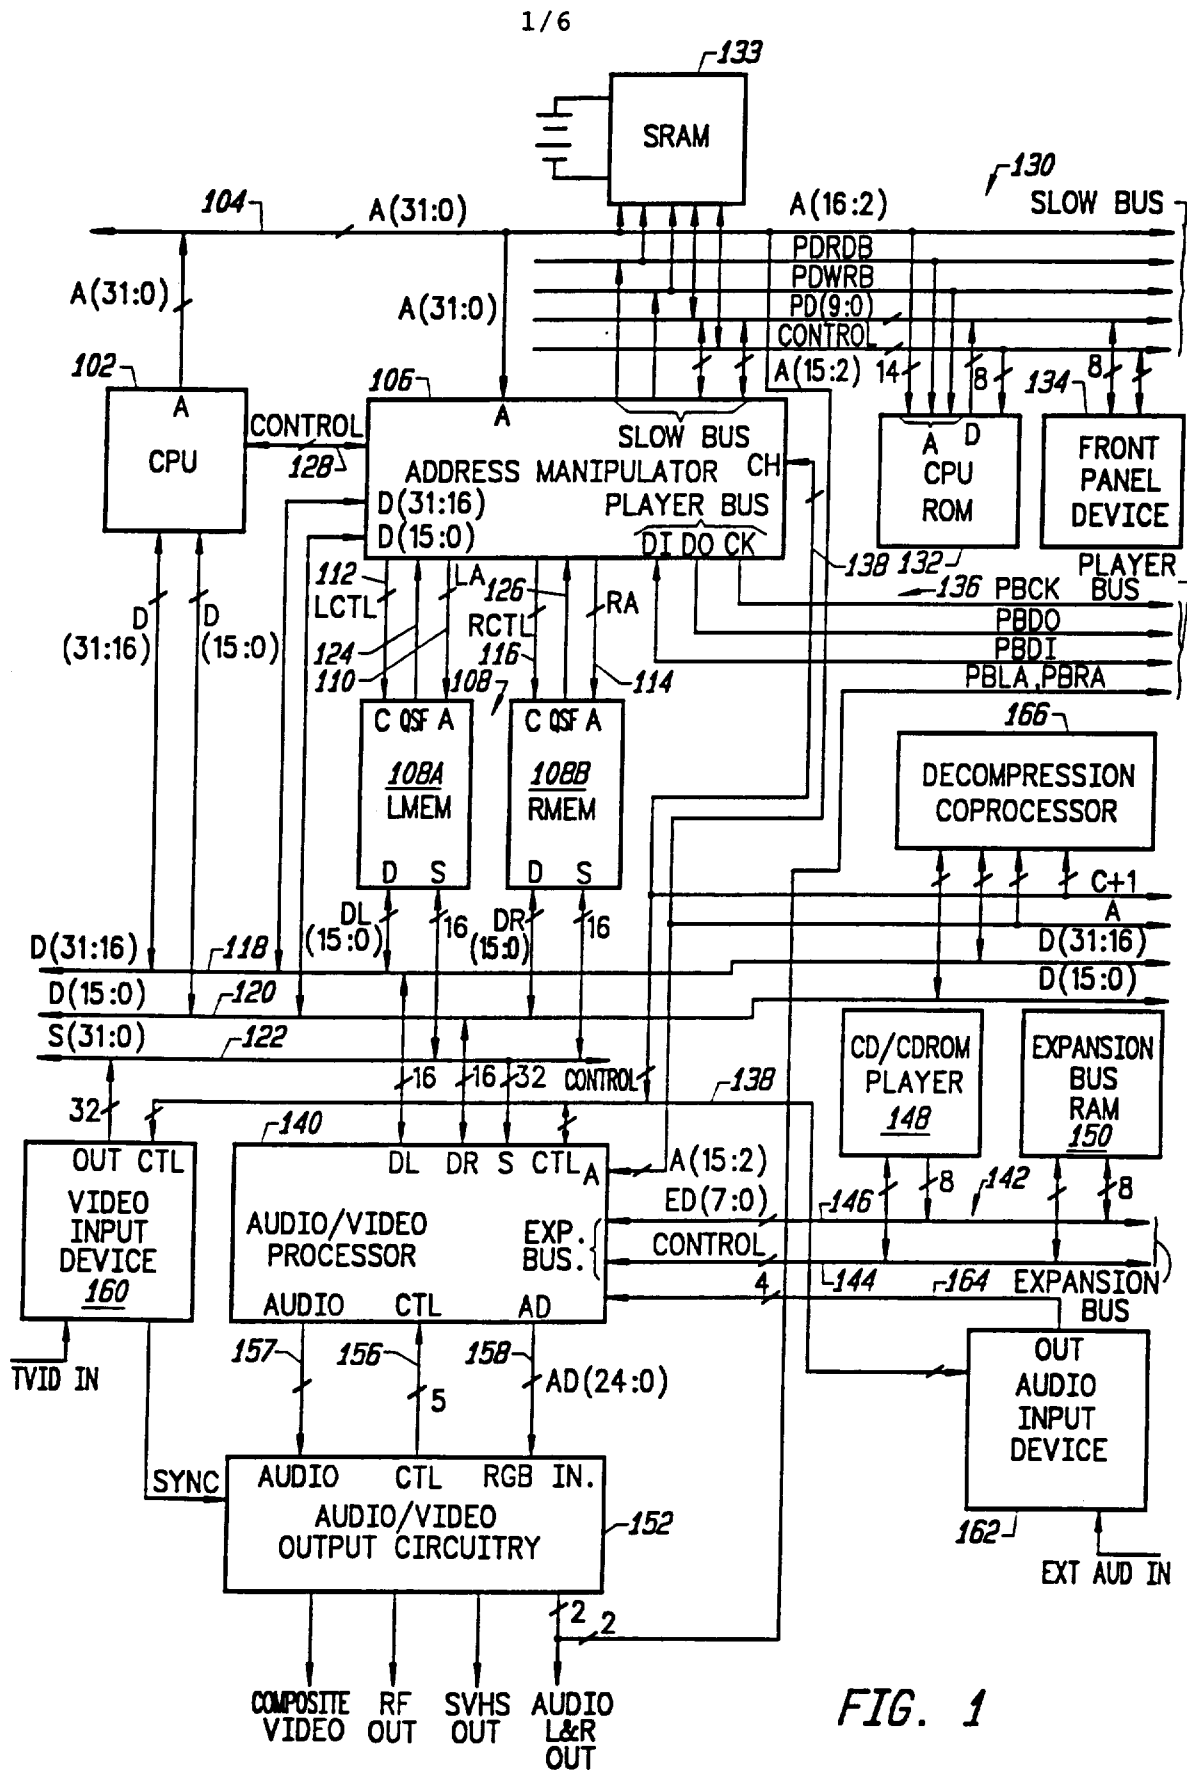 1/6
133
SRAM
130
SLOW BUS
104
A(31:0)
A(16:2)
PDRDB
PDWRB
PD(9:0)
CONTROL
A(15:2)
A(31:0)
A(31:0)
14
8
8
134
102
A
CPU
CONTROL
128
106
A
SLOW BUS
ADDRESS MANIPULATOR
CH
PLAYER BUS
D(31:16)
D(15:0)
DI DO CK
A D
CPU
ROM
132
FRONT
PANEL
DEVICE
138
PLAYER
BUS
136
PBCK
PBDO
PBDI
PBLA, PBRA
112
LCTL
LA
126
RCTL
116
RA
124
110
108
114
D
(31:16)
D
(15:0)
C QSF A
108A
LMEM
D S
C QSF A
108B
RMEM
D S
166
DECOMPRESSION
COPROCESSOR
DL
(15:0)
16
DR
(15:0)
16
C+1
A
D(31:16)
D(15:0)
D(31:16)
118
D(15:0)
120
S(31:0)
122
32
16
16
32
CONTROL
138
CD/CDROM
PLAYER
148
EXPANSION
BUS
RAM
150
140
OUT CTL
VIDEO
INPUT
DEVICE
160
DL DR S CTL
A
A(15:2)
ED(7:0)
8
8
142
146
AUDIO/VIDEO
PROCESSOR
EXP.
BUS.
CONTROL
144
164
4
EXPANSION
BUS
AUDIO CTL AD
TVID IN
157
156
158
5
AD(24:0)
OUT
AUDIO
INPUT
DEVICE
162
EXT AUD IN
SYNC
AUDIO CTL RGB IN.
AUDIO/VIDEO
OUTPUT CIRCUITRY
152
2
2
COMPOSITE
VIDEO
RF
OUT
SVHS
OUT
AUDIO
L&R
OUT
FIG. 1